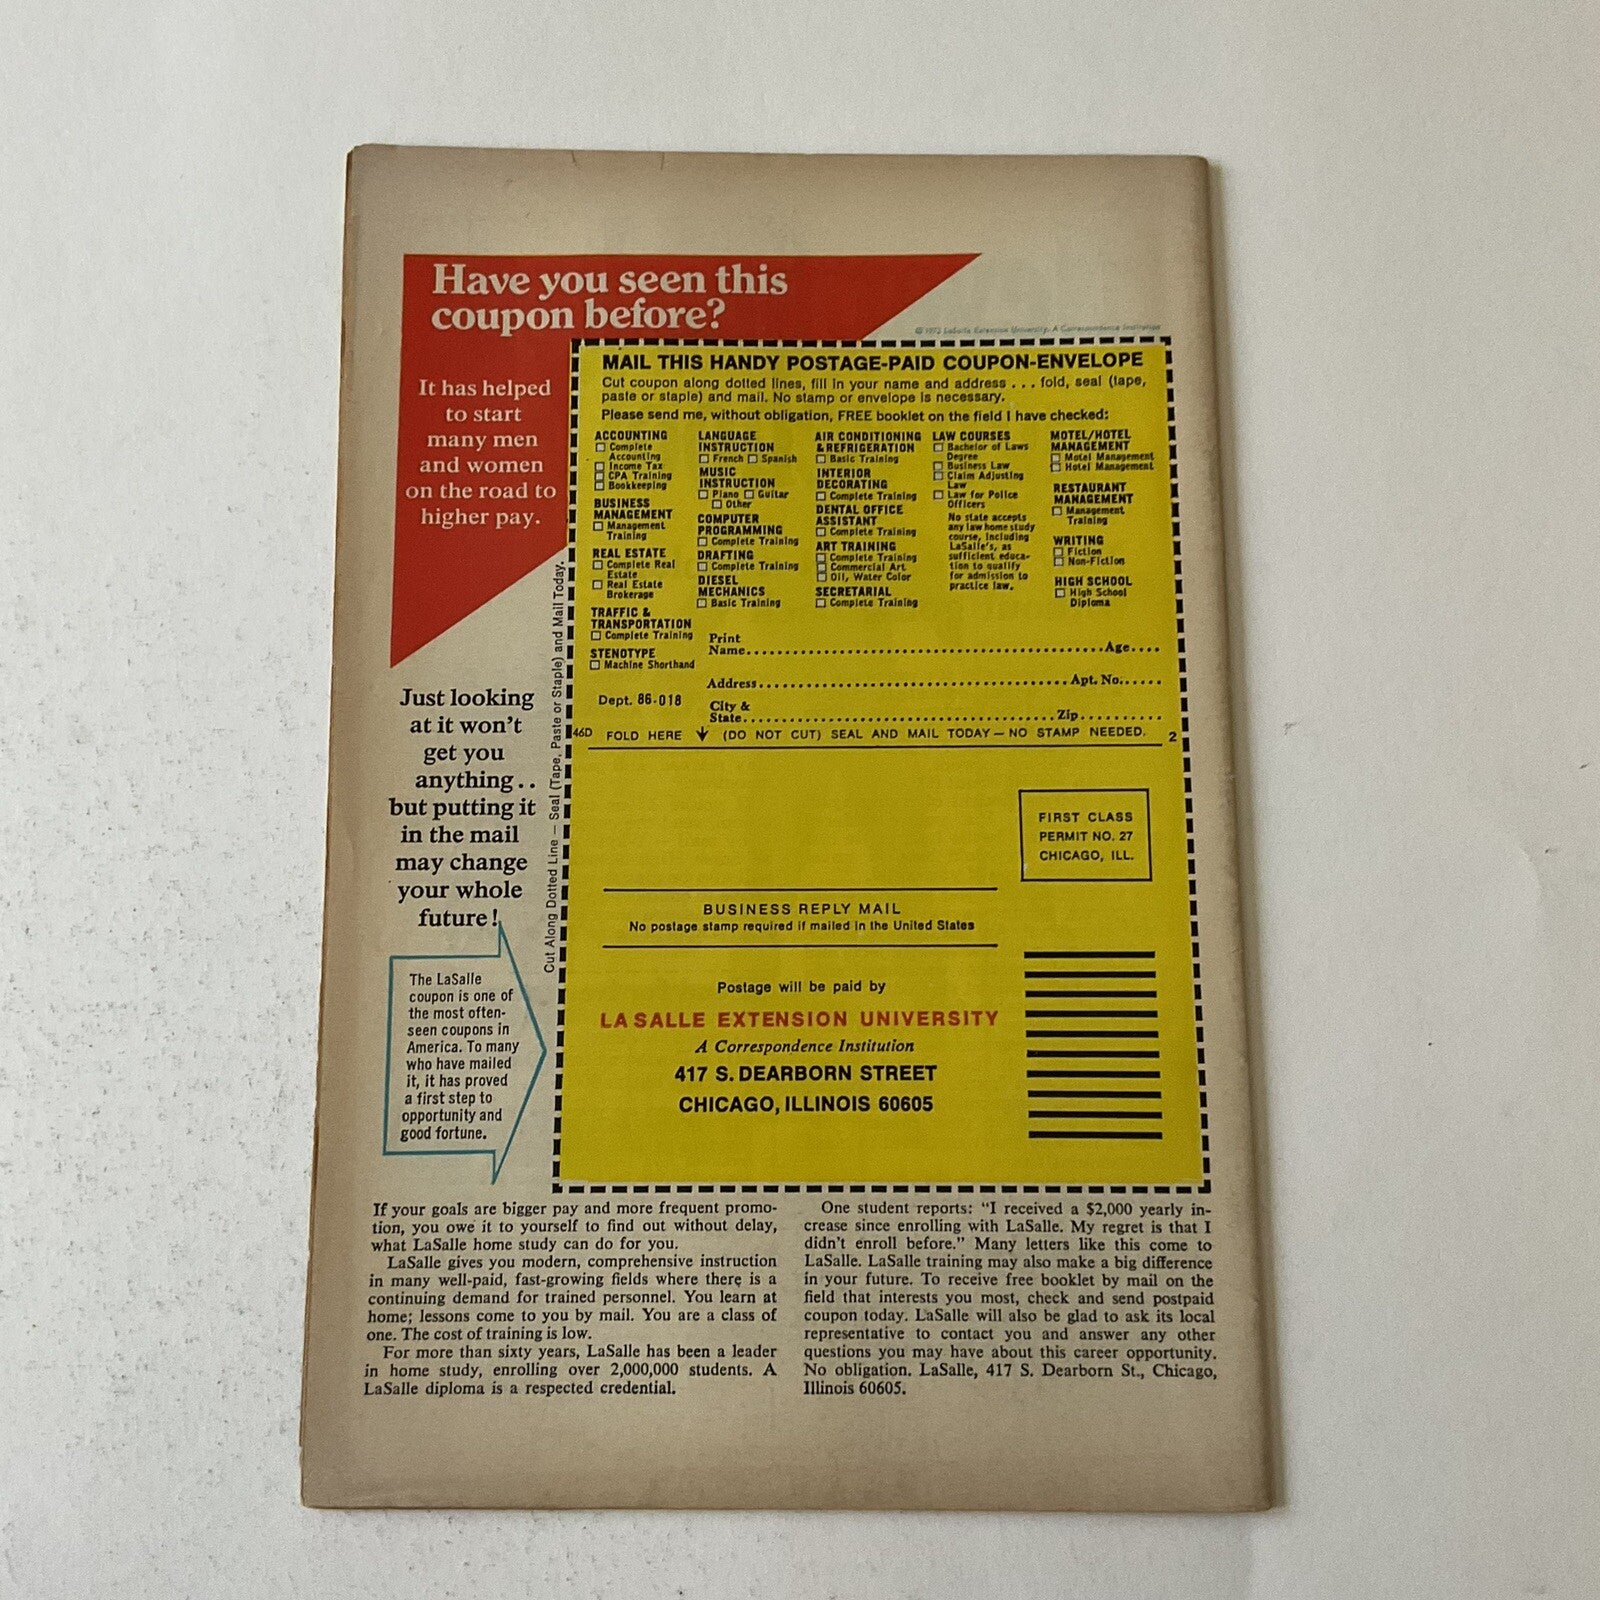 Have you seen this
coupon before?
© 1973 LaSalle Extension University, A Correspondence Institution
It has helped
to start
many men
and women
on the road to
higher pay.
Just looking
at it won't
get you
anything..
but putting it
in the mail
may change
your whole
future!
The LaSalle
coupon is one of
the most often-
seen coupons in
America. To many
who have mailed
it, it has proved
a first step to
opportunity and
good fortune.
Cut Along Dotted Line — Seal (Tape, Paste or Staple) and Mail Today.
MAIL THIS HANDY POSTAGE-PAID COUPON-ENVELOPE
Cut coupon along dotted lines, fill in your name and address . . . fold, seal (tape,
paste or staple) and mail. No stamp or envelope is necessary.
Please send me, without obligation, FREE booklet on the field I have checked:
ACCOUNTING
Complete
Accounting
Income Tax
CPA Training
Bookkeeping
BUSINESS
MANAGEMENT
Management
Training
REAL ESTATE
Complete Real
Estate
Real Estate
Brokerage
TRAFFIC &
TRANSPORTATION
Complete Training
STENOTYPE
Machine Shorthand
LANGUAGE
INSTRUCTION
French Spanish
MUSIC
INSTRUCTION
Piano Guitar
Other
COMPUTER
PROGRAMMING
Complete Training
DRAFTING
Complete Training
DIESEL
MECHANICS
Basic Training
AIR CONDITIONING
& REFRIGERATION
Basic Training
INTERIOR
DECORATING
Complete Training
DENTAL OFFICE
ASSISTANT
Complete Training
ART TRAINING
Complete Training
Commercial Art
Oil, Water Color
SECRETARIAL
Complete Training
LAW COURSES
Bachelor of Laws
Degree
Business Law
Claim Adjusting
Law
Law for Police
Officers
No state accepts
any law home study
course, including
LaSalle's, as
sufficient educa-
tion to qualify
for admission to
practice law.
MOTEL/HOTEL
MANAGEMENT
Motel Management
Hotel Management
RESTAURANT
MANAGEMENT
Management
Training
WRITING
Fiction
Non-Fiction
HIGH SCHOOL
High School
Diploma
Dept. 86-018
Print
Name........Age....
Address........Apt. No......
City &
State........Zip..........
46D FOLD HERE ↓ (DO NOT CUT) SEAL AND MAIL TODAY — NO STAMP NEEDED. 2
FIRST CLASS
PERMIT NO. 27
CHICAGO, ILL.
BUSINESS REPLY MAIL
No postage stamp required if mailed in the United States
Postage will be paid by
LA SALLE EXTENSION UNIVERSITY
A Correspondence Institution
417 S. DEARBORN STREET
CHICAGO, ILLINOIS 60605
If your goals are bigger pay and more frequent promo-
tion, you owe it to yourself to find out without delay,
what LaSalle home study can do for you.
LaSalle gives you modern, comprehensive instruction
in many well-paid, fast-growing fields where there is a
continuing demand for trained personnel. You learn at
home; lessons come to you by mail. You are a class of
one. The cost of training is low.
For more than sixty years, LaSalle has been a leader
in home study, enrolling over 2,000,000 students. A
LaSalle diploma is a respected credential.
One student reports: "I received a $2,000 yearly in-
crease since enrolling with LaSalle. My regret is that I
didn't enroll before." Many letters like this come to
LaSalle. LaSalle training may also make a big difference
in your future. To receive free booklet by mail on the
field that interests you most, check and send postpaid
coupon today. LaSalle will also be glad to ask its local
representative to contact you and answer any other
questions you may have about this career opportunity.
No obligation. LaSalle, 417 S. Dearborn St., Chicago,
Illinois 60605.